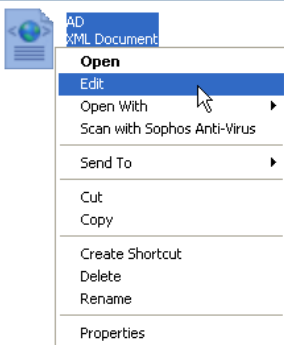 AD
XML Document
Open
Edit
Open With
Scan with Sophos Anti-Virus
Send To
Cut
Copy
Create Shortcut
Delete
Rename
Properties